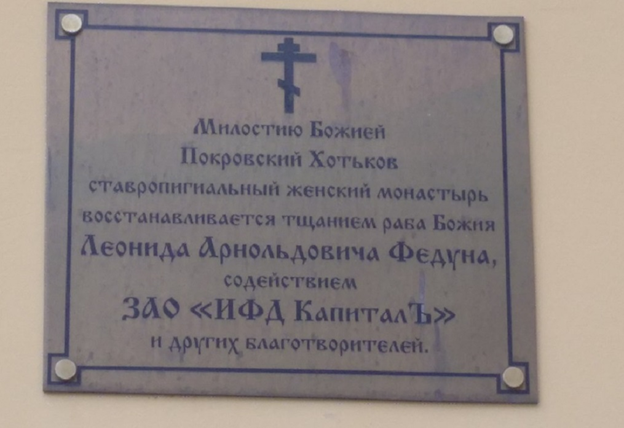 Милостию Божией
Покровский Хотьков
ставропигиальный женский монастырь
восстанавливается тщанием раба Божия
Леонида Арнольдовича Федуна,
содействием
ЗАО «ИФД КапиталЪ»
и других благотворителей.